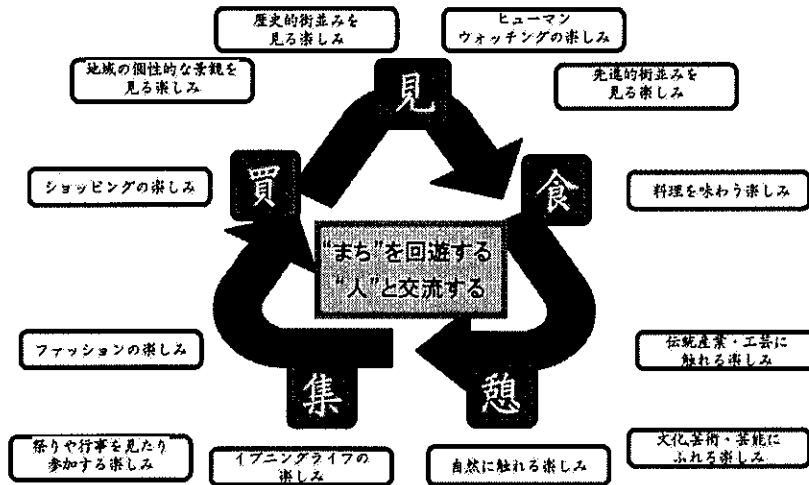 歴史的街並みを
見る楽しみ
ヒューマン
ウォッチングの楽しみ
地域の個性的な景観を
見る楽しみ
先進的街並みを
見る楽しみ
見
買
食
ショッピングの楽しみ
料理を味わう楽しみ
“まち”を回遊する
“人”と交流する
ファッションの楽しみ
伝統産業・工芸に
触れる楽しみ
集
憩
祭りや行事を見たり
参加する楽しみ
イブニングライフの
楽しみ
自然に触れる楽しみ
文化芸術・芸能に
ふれる楽しみ